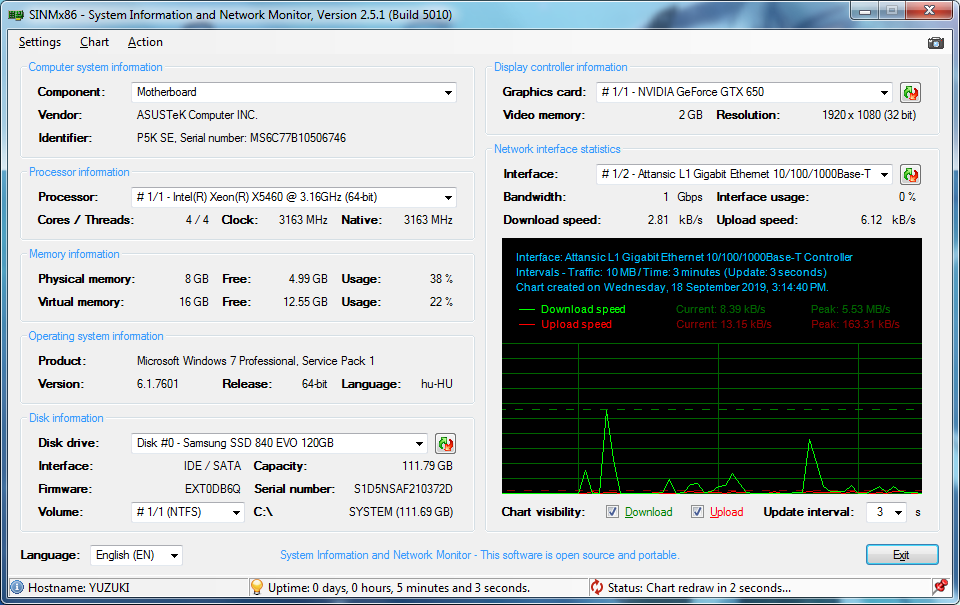 SINMx86 - System Information and Network Monitor, Version 2.5.1 (Build 5010)
Settings Chart Action
Computer system information
Component: Motherboard
Vendor: ASUSTeK Computer INC.
Identifier: P5K SE, Serial number: MS6C77B10506746
Processor information
Processor: # 1/1 - Intel(R) Xeon(R) X5460 @ 3.16GHz (64-bit)
Cores / Threads: 4 / 4 Clock: 3163 MHz Native: 3163 MHz
Memory information
Physical memory: 8 GB Free: 4.99 GB Usage: 38 %
Virtual memory: 16 GB Free: 12.55 GB Usage: 22 %
Operating system information
Product: Microsoft Windows 7 Professional, Service Pack 1
Version: 6.1.7601 Release: 64-bit Language: hu-HU
Disk information
Disk drive: Disk #0 - Samsung SSD 840 EVO 120GB
Interface: IDE / SATA Capacity: 111.79 GB
Firmware: EXT0DB6Q Serial number: S1D5NSAF210372D
Volume: # 1/1 (NTFS) C:\ SYSTEM (111.69 GB)
Display controller information
Graphics card: # 1/1 - NVIDIA GeForce GTX 650
Video memory: 2 GB Resolution: 1920 x 1080 (32 bit)
Network interface statistics
Interface: # 1/2 - Attansic L1 Gigabit Ethernet 10/100/1000Base-T
Bandwidth: 1 Gbps Interface usage: 0 %
Download speed: 2.81 kB/s Upload speed: 6.12 kB/s
Interface: Attansic L1 Gigabit Ethernet 10/100/1000Base-T Controller
Intervals - Traffic: 10 MB / Time: 3 minutes (Update: 3 seconds)
Chart created on Wednesday, 18 September 2019, 3:14:40 PM.
Download speed Current: 8.39 kB/s Peak: 5.53 MB/s
Upload speed Current: 13.16 kB/s Peak: 163.31 kB/s
Chart visibility: Download Upload Update interval: 3 s
Language: English (EN) System Information and Network Monitor - This software is open source and portable. Exit
Hostname: YUZUKI Uptime: 0 days, 0 hours, 5 minutes and 3 seconds. Status: Chart redraw in 2 seconds...